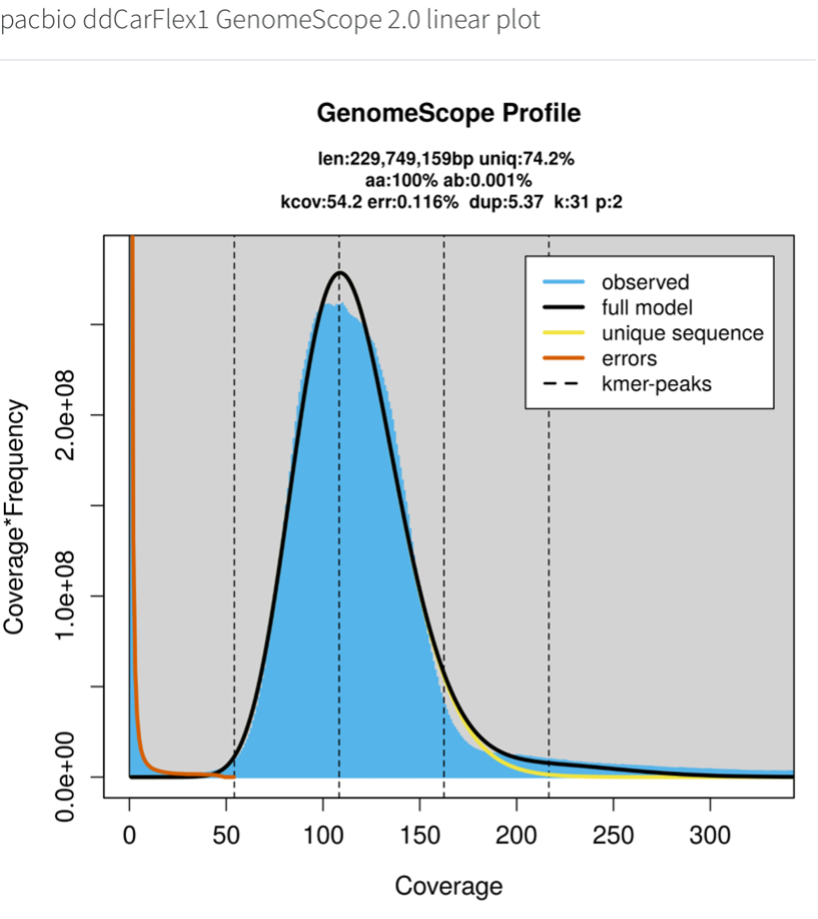 pacbio ddCarFlex1 GenomeScope 2.0 linear plot
GenomeScope Profile
len:229,749,159bp uniq:74.2%
aa:100% ab:0.001%
kcov:54.2 err:0.116%  dup:5.37  k:31 p:2
observed
full model
unique sequence
errors
kmer-peaks
Coverage*Frequency
2.0e+08
1.0e+08
0.0e+00
0 50 100 150 200 250 300
Coverage